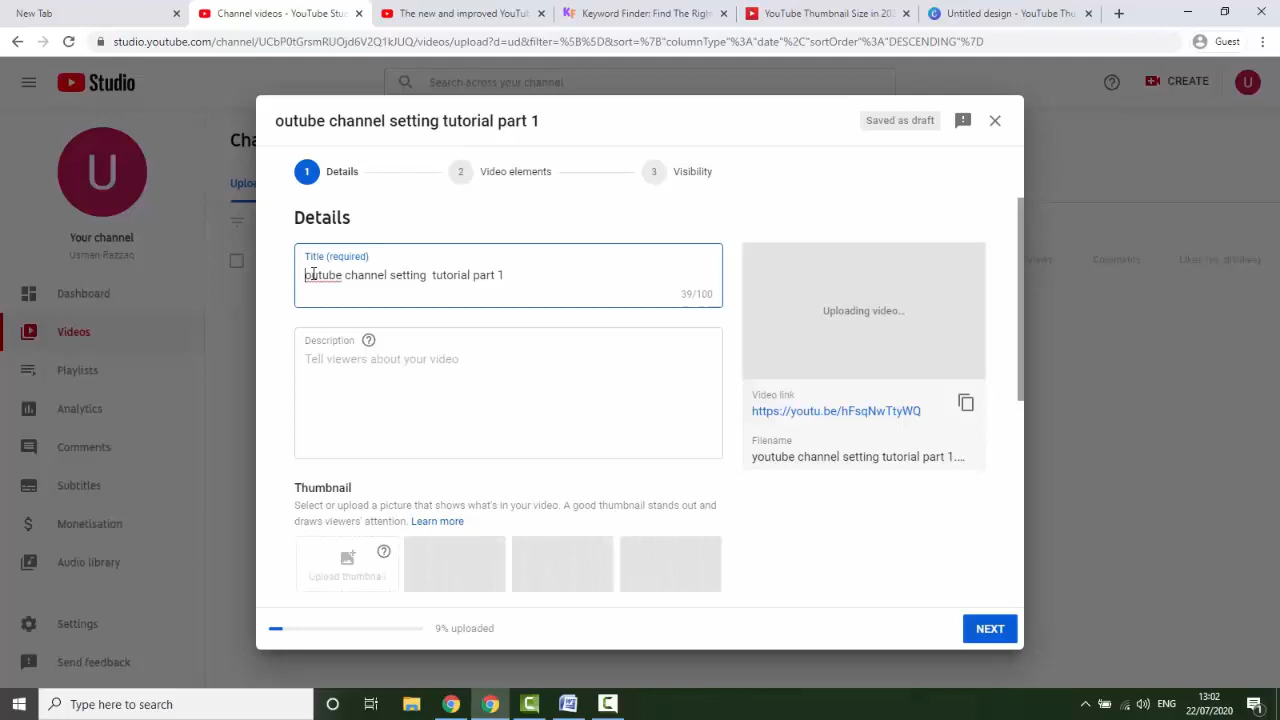 New Tab
Channel videos - YouTube Studio
The new and improved YouTu
Keyword Finder: Find The Righ
YouTube Thumbnail Size in 202
Untitled design - YouTube Thu
studio.youtube.com/channel/UCbP0tGrsmRUOjd6V2Q1kJUQ/videos/upload?d=ud&filter=%5B%5D&sort=%7B"columnType"%3A"date"%2C"sortOrder"%3A"DESCENDING"%7D
Guest
Studio
Search across your channel
CREATE
U
U
Your channel
Usman Razzaq
Dashboard
Videos
Playlists
Analytics
Comments
Subtitles
Monetisation
Audio library
Settings
Send feedback
Cha
Uploa
Views
Comments
outube channel setting tutorial part 1
Saved as draft
1 Details
2 Video elements
3 Visibility
Details
Title (required)
outube channel setting  tutorial part 1
39/100
Description
Tell viewers about your video
Uploading video...
Video link
https://youtu.be/hFsqNwTtyWQ
Filename
youtube channel setting tutorial part 1....
Thumbnail
Select or upload a picture that shows what's in your video. A good thumbnail stands out and
draws viewers' attention. Learn more
Upload thumbnail
9% uploaded
NEXT
Type here to search
ENG
13:02
22/07/2020
1